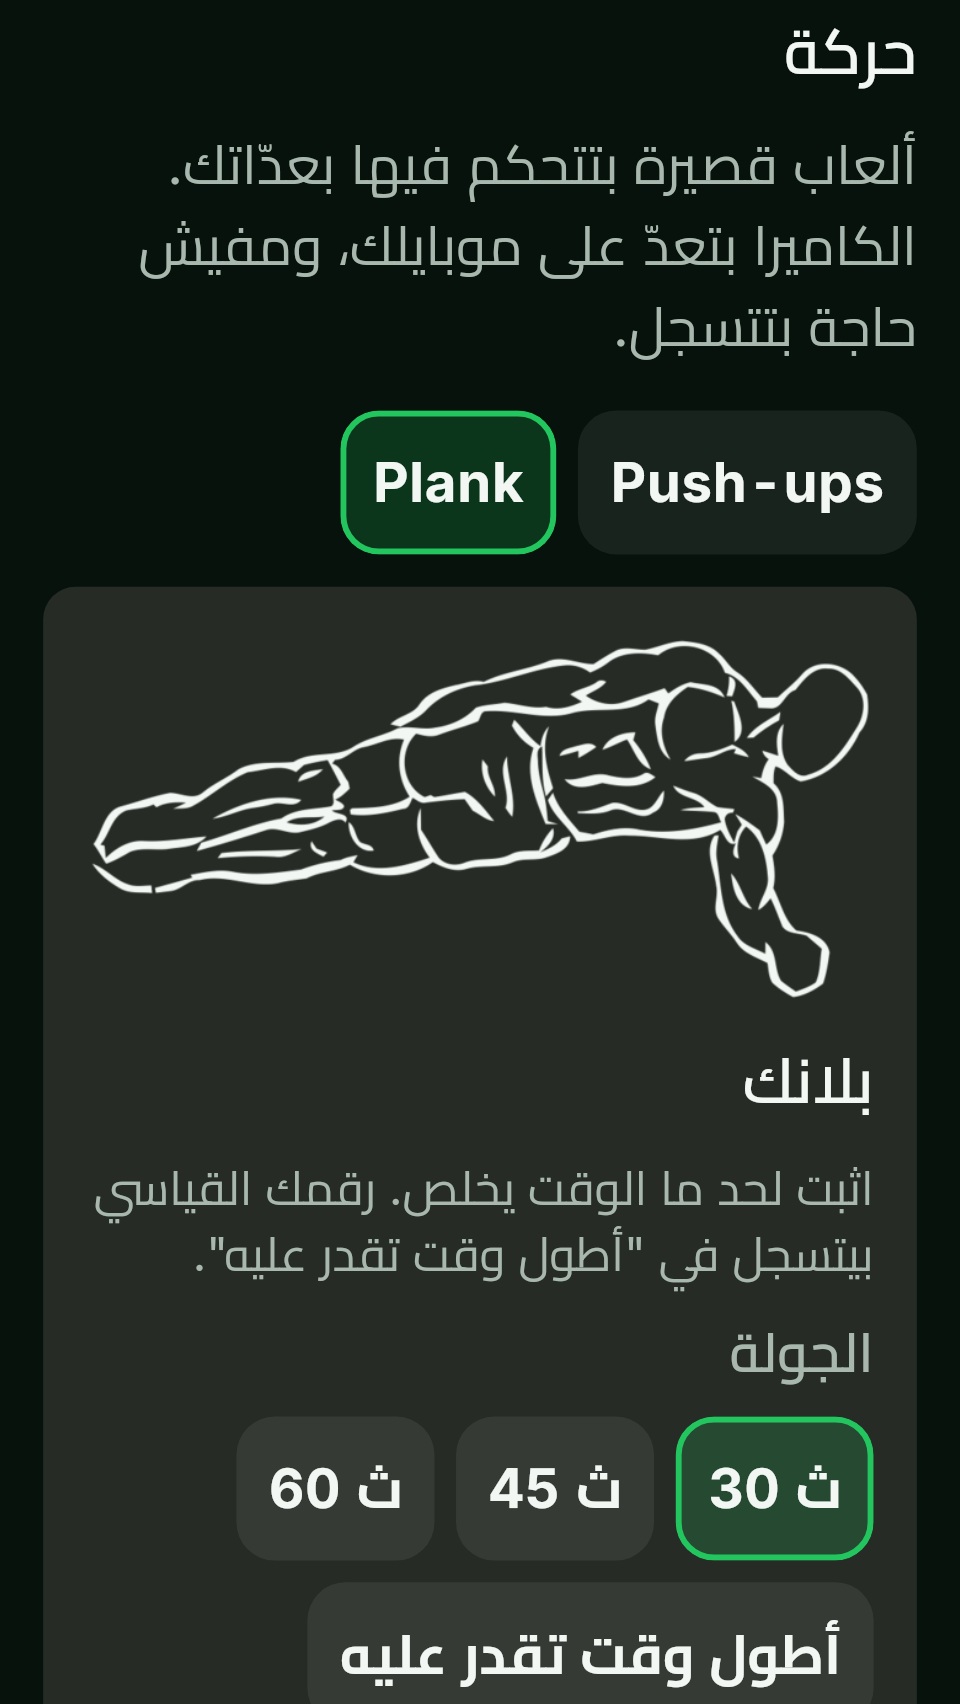 حركة
ألعاب قصيرة بتتحكم فيها بعدّاتك.
الكاميرا بتعدّ على موبايلك، ومفيش
حاجة بتتسجل.
Push-ups
Plank
بلانك
اثبت لحد ما الوقت يخلص. رقمك القياسي
بيتسجل في "أطول وقت تقدر عليه".
الجولة
30 ث
45 ث
60 ث
أطول وقت تقدر عليه